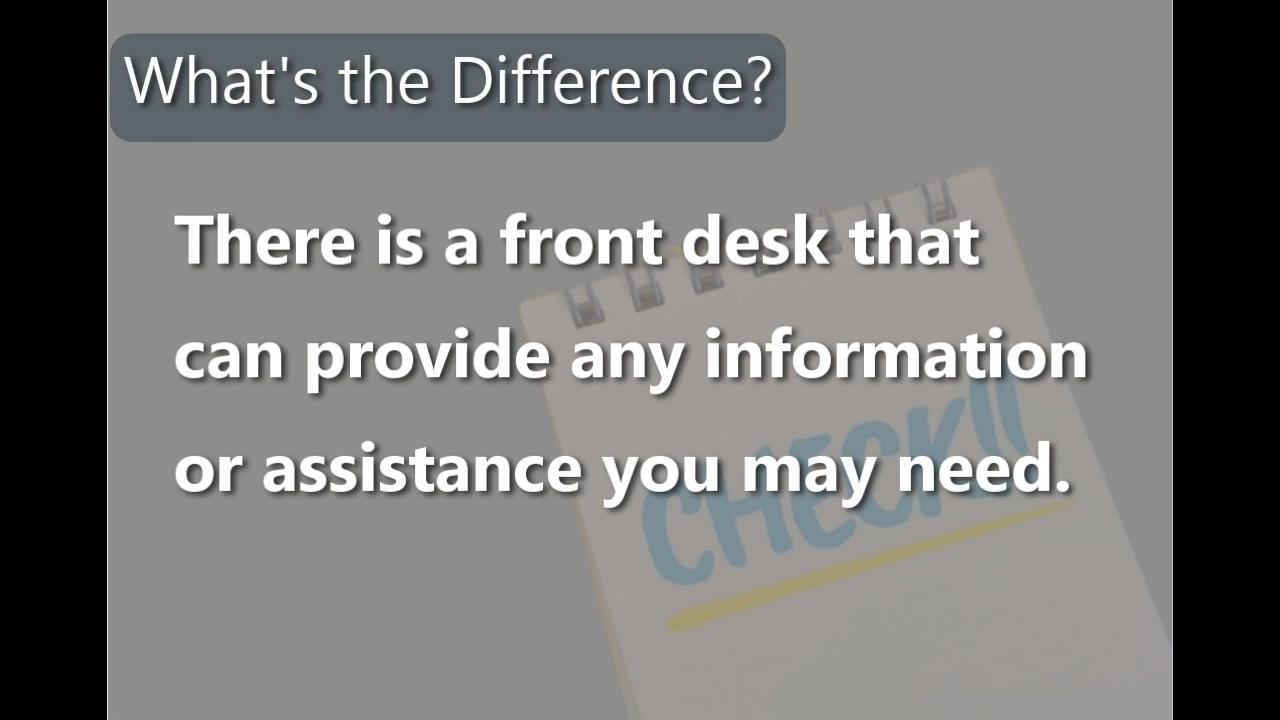 What's the Difference?
There is a front desk that
can provide any information
or assistance you may need.
CHECK